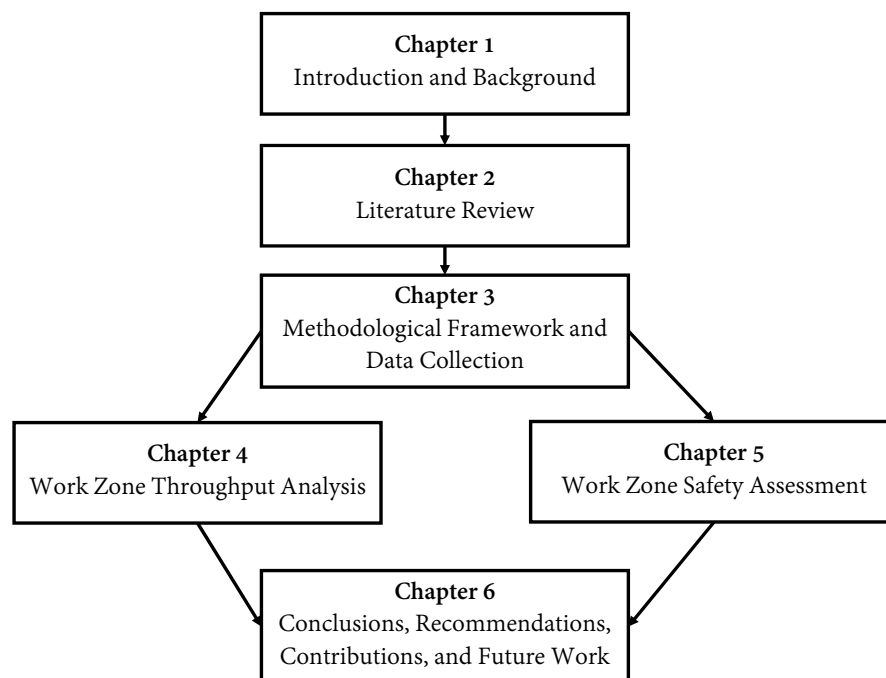 Chapter 1
Introduction and Background
Chapter 2
Literature Review
Chapter 3
Methodological Framework and
Data Collection
Chapter 4
Work Zone Throughput Analysis
Chapter 5
Work Zone Safety Assessment
Chapter 6
Conclusions, Recommendations,
Contributions, and Future Work